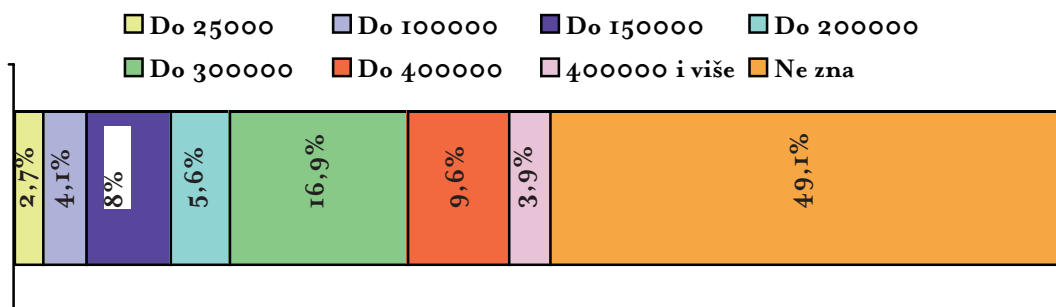 Do 25000 Do 100000 Do 150000 Do 200000
Do 300000 Do 400000 400000 i više Ne zna
2,7% 4,1% 8% 5,6% 16,9% 9,6% 3,9% 49,1%